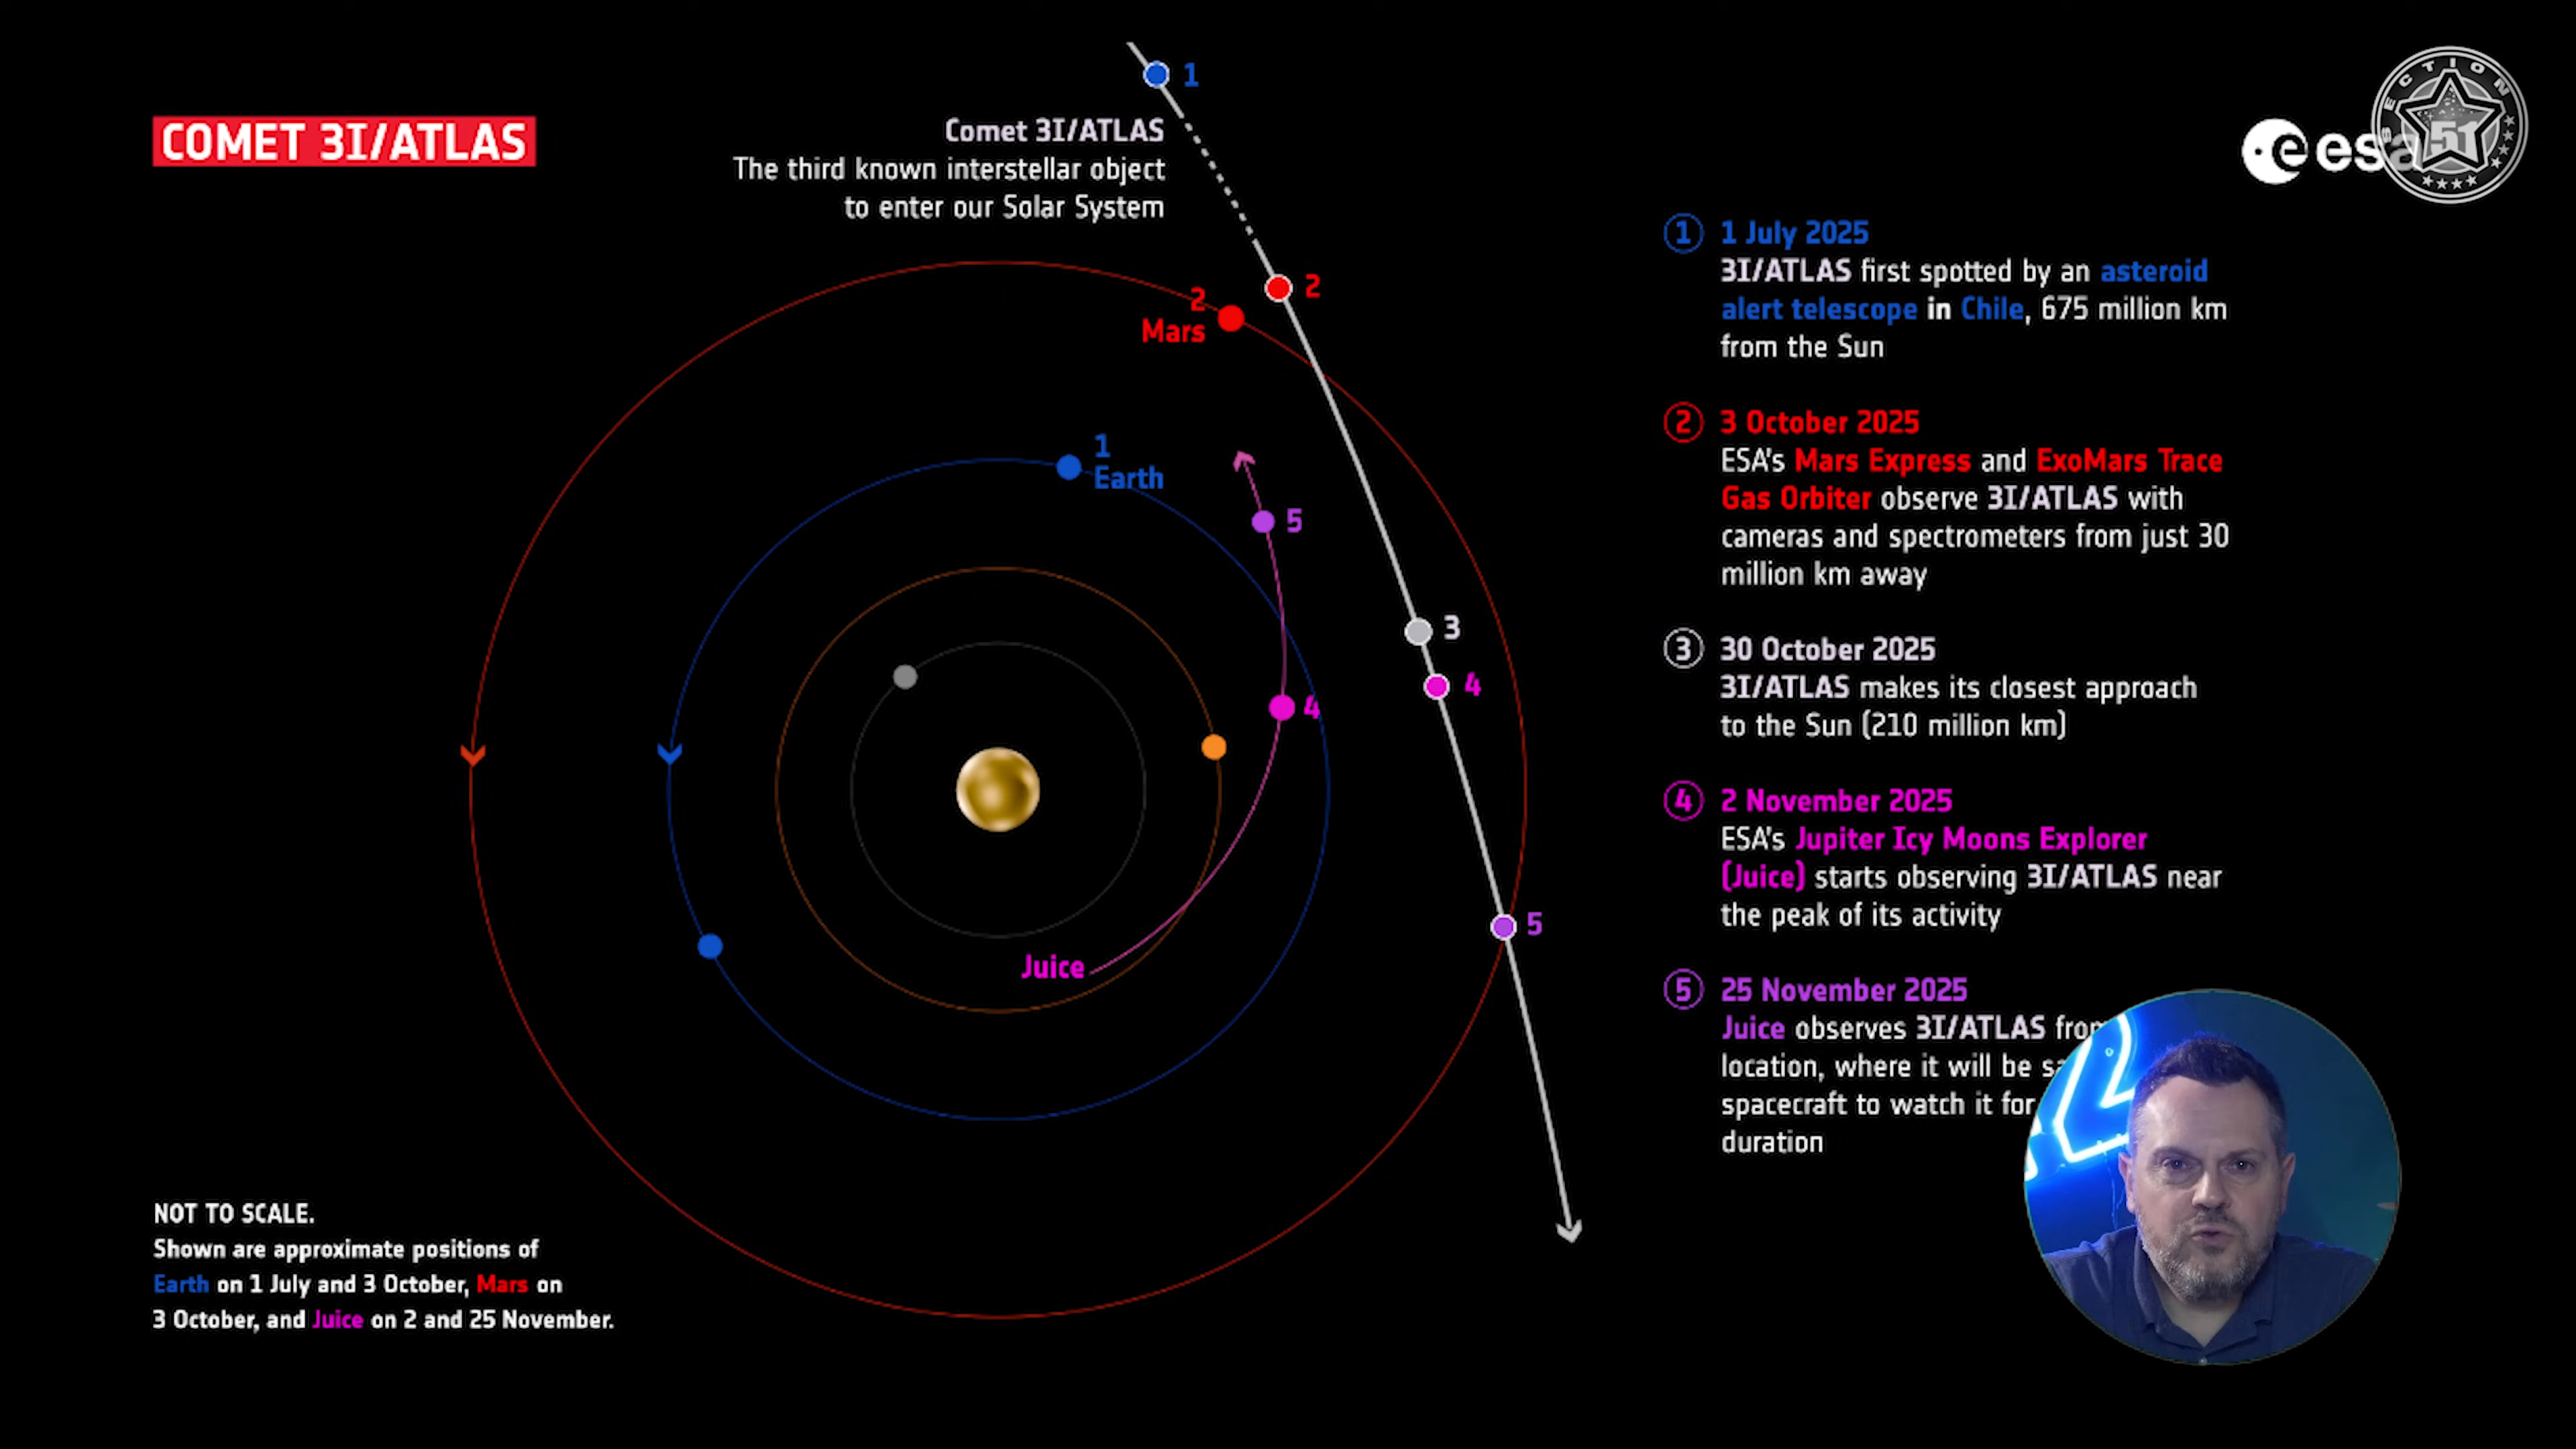 COMET 3I/ATLAS
1
Comet 3I/ATLAS
The third known interstellar object
to enter our Solar System
2
2
Mars
1
Earth
5
3
4
4
5
Juice
esa
SECTION
51
1 1 July 2025
3I/ATLAS first spotted by an asteroid
alert telescope in Chile, 675 million km
from the Sun
2 3 October 2025
ESA's Mars Express and ExoMars Trace
Gas Orbiter observe 3I/ATLAS with
cameras and spectrometers from just 30
million km away
3 30 October 2025
3I/ATLAS makes its closest approach
to the Sun (210 million km)
4 2 November 2025
ESA's Jupiter Icy Moons Explorer
(Juice) starts observing 3I/ATLAS near
the peak of its activity
5 25 November 2025
Juice observes 3I/ATLAS
location, where it will be
spacecraft to watch it for
duration
NOT TO SCALE.
Shown are approximate positions of
Earth on 1 July and 3 October, Mars on
3 October, and Juice on 2 and 25 November.